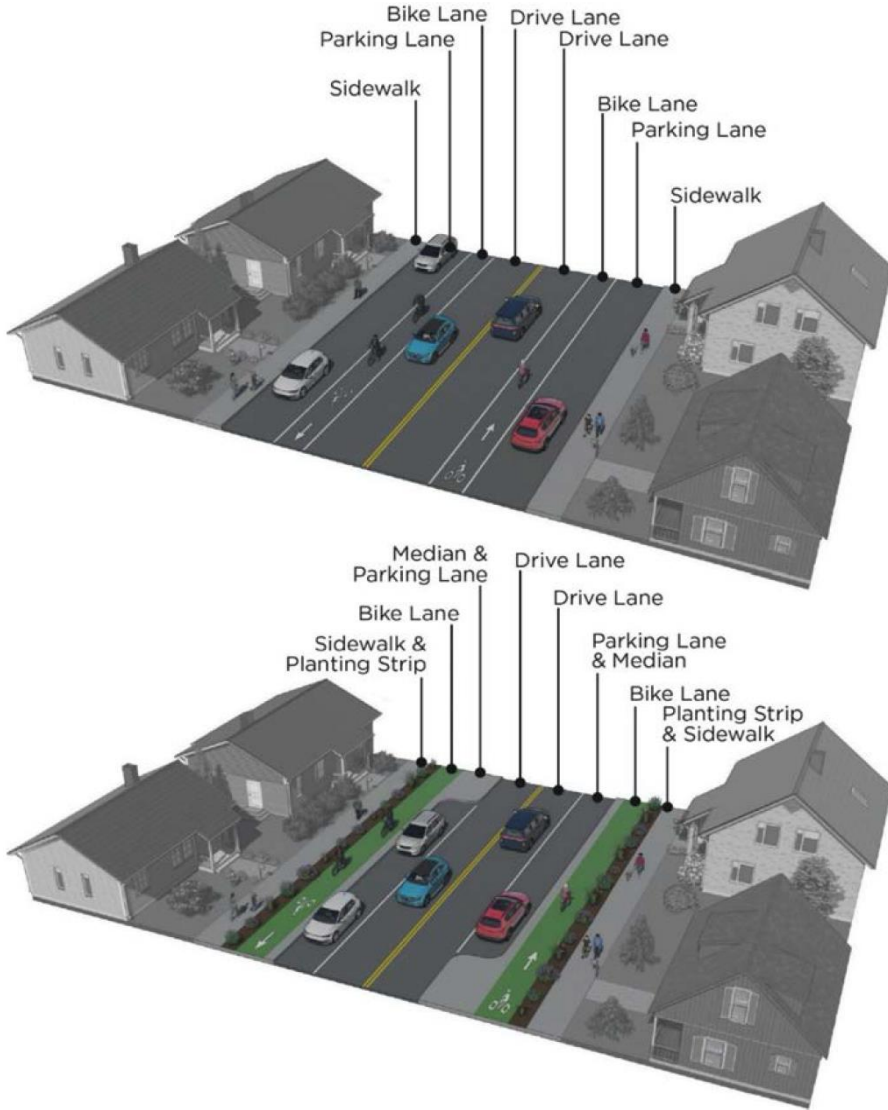 Bike Lane
Parking Lane
Sidewalk
Drive Lane
Drive Lane
Bike Lane
Parking Lane
Sidewalk
Median &
Parking Lane
Bike Lane
Sidewalk &
Planting Strip
Drive Lane
Drive Lane
Parking Lane
& Median
Bike Lane
Planting Strip
& Sidewalk